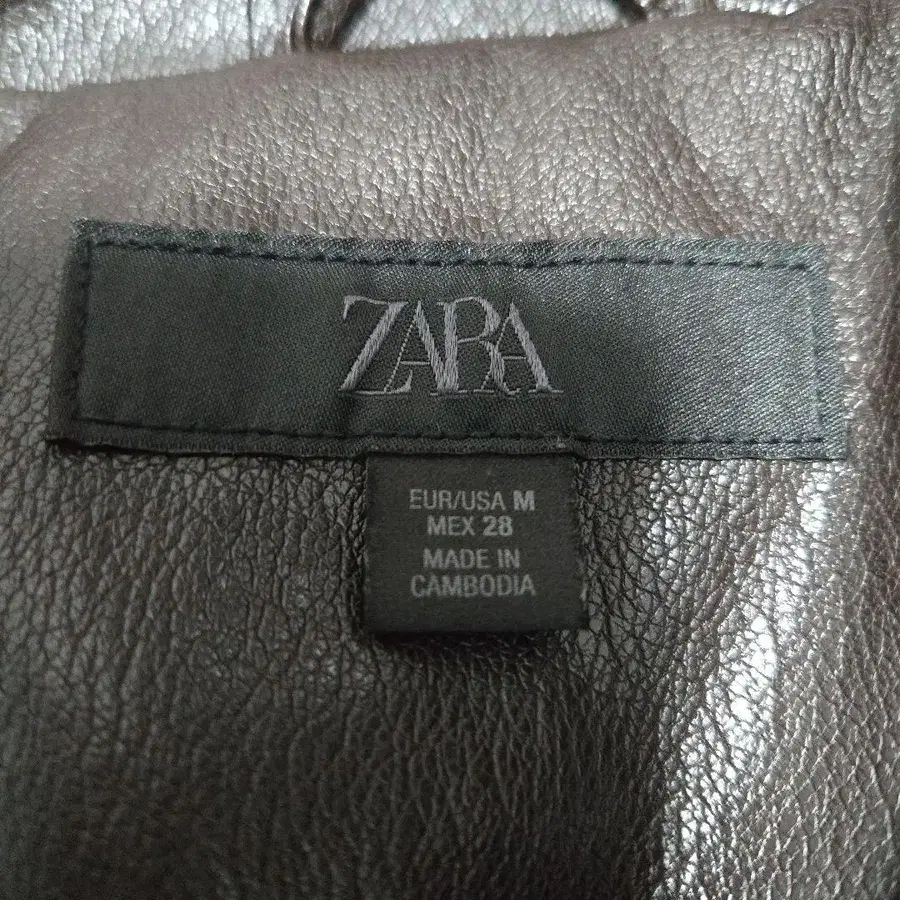 ZARA
EUR/USA M
MEX 28
MADE IN
CAMBODIA